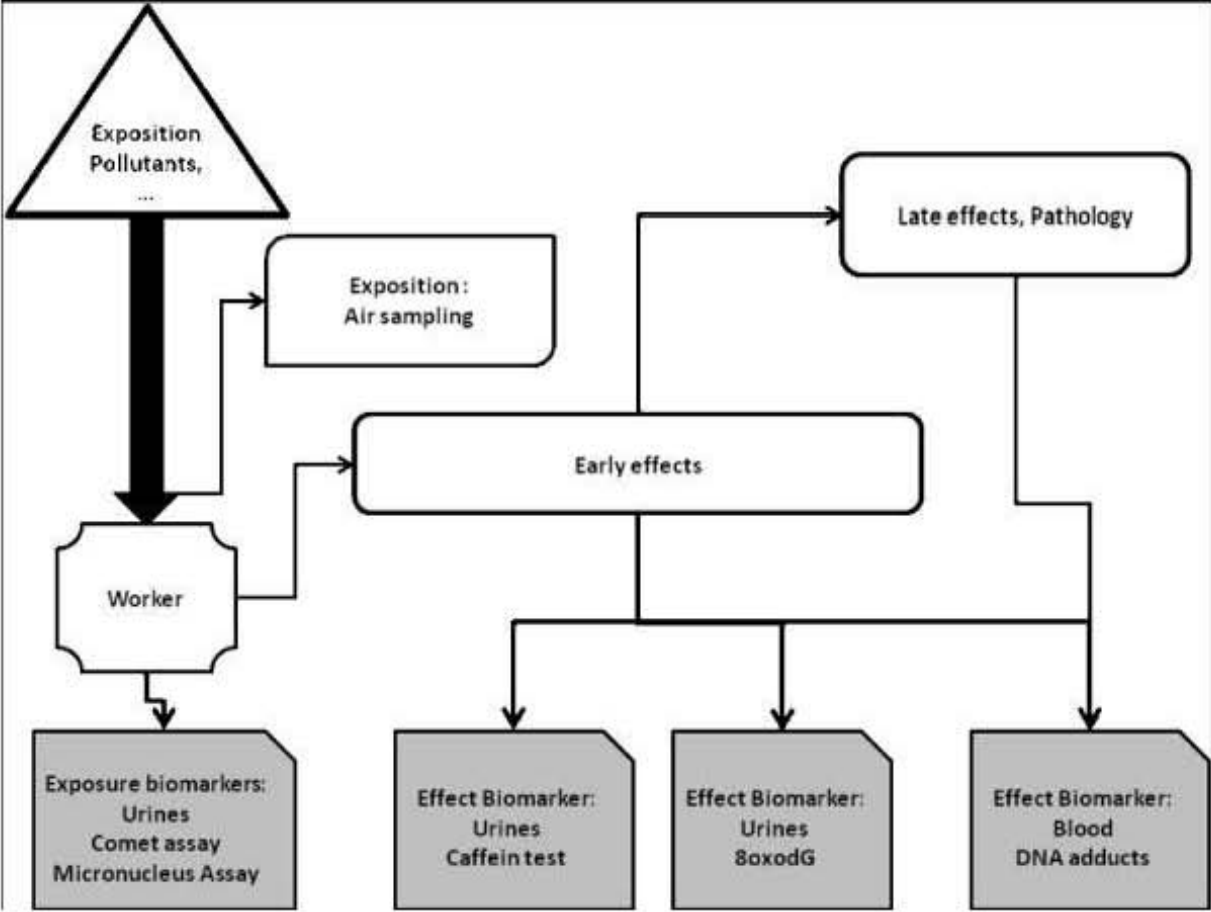 Exposition
Pollutants,
...
Late effects, Pathology
Exposition :
Air sampling
Early effects
Worker
Exposure biomarkers:
Urines
Comet assay
Micronucleus Assay
Effect Biomarker:
Urines
Caffein test
Effect Biomarker:
Urines
8oxodG
Effect Biomarker:
Blood
DNA adducts